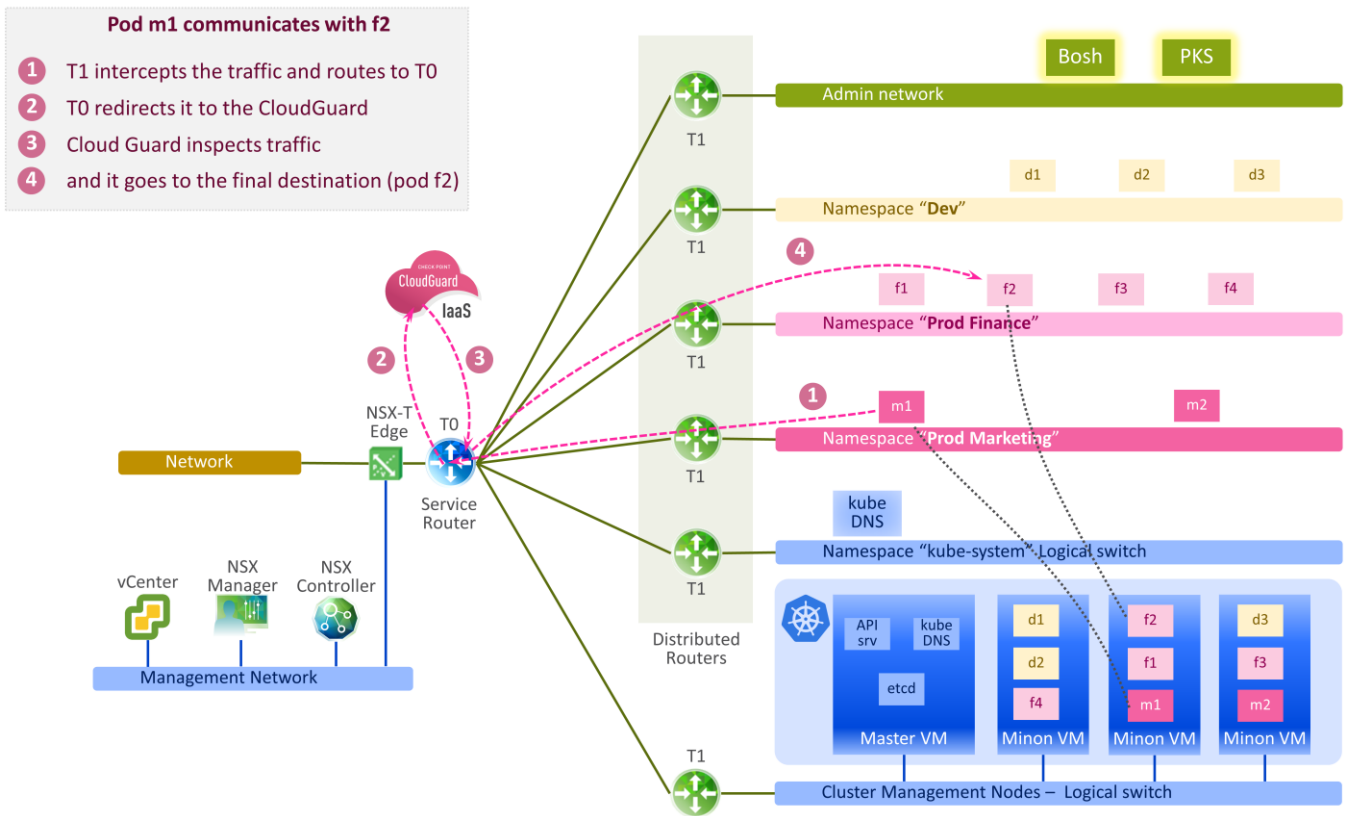 Pod m1 communicates with f2
1 T1 intercepts the traffic and routes to T0
2 T0 redirects it to the CloudGuard
3 Cloud Guard inspects traffic
4 and it goes to the final destination (pod f2)
Bosh
PKS
T1
Admin network
d1
d2
d3
T1
Namespace “Dev”
4
CHECK POINT
CloudGuard
IaaS
f1
f2
f3
f4
T1
Namespace “Prod Finance”
2
3
1
m1
m2
NSX-T
Edge
T0
Network
Service
Router
T1
Namespace “Prod Marketing”
kube
DNS
T1
Namespace “kube-system” Logical switch
vCenter
NSX
Manager
NSX
Controller
Management Network
Distributed
Routers
API
srv
kube
DNS
etcd
Master VM
d1
d2
f4
Minon VM
f2
f1
m1
Minon VM
d3
f3
m2
Minon VM
T1
Cluster Management Nodes – Logical switch